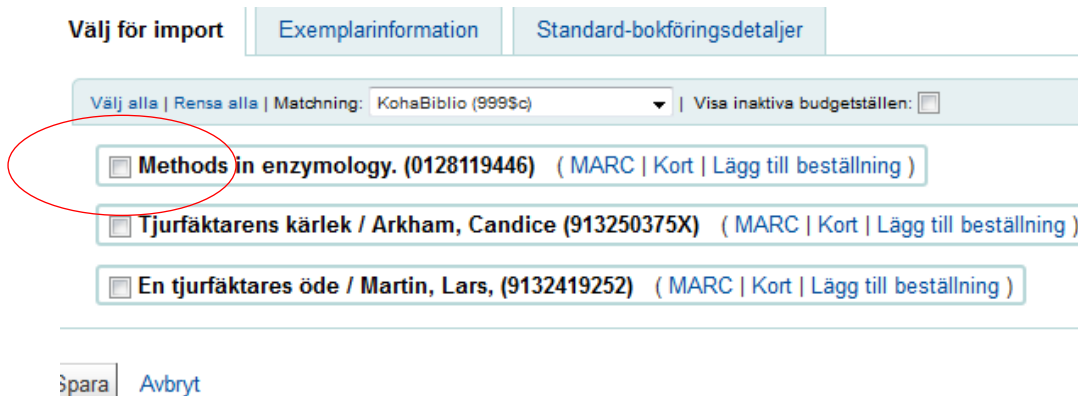 Välj för import Exemplarinformation Standard-bokföringsdetaljer
Välj alla | Rensa alla | Matchning: KohaBiblio (999$c) | Visa inaktiva budgetställen:
Methods in enzymology. (0128119446) ( MARC | Kort | Lägg till beställning )
Tjurfäktarens kärlek / Arkham, Candice (913250375X) ( MARC | Kort | Lägg till beställning )
En tjurfäktares öde / Martin, Lars, (9132419252) ( MARC | Kort | Lägg till beställning )
Spara Avbryt